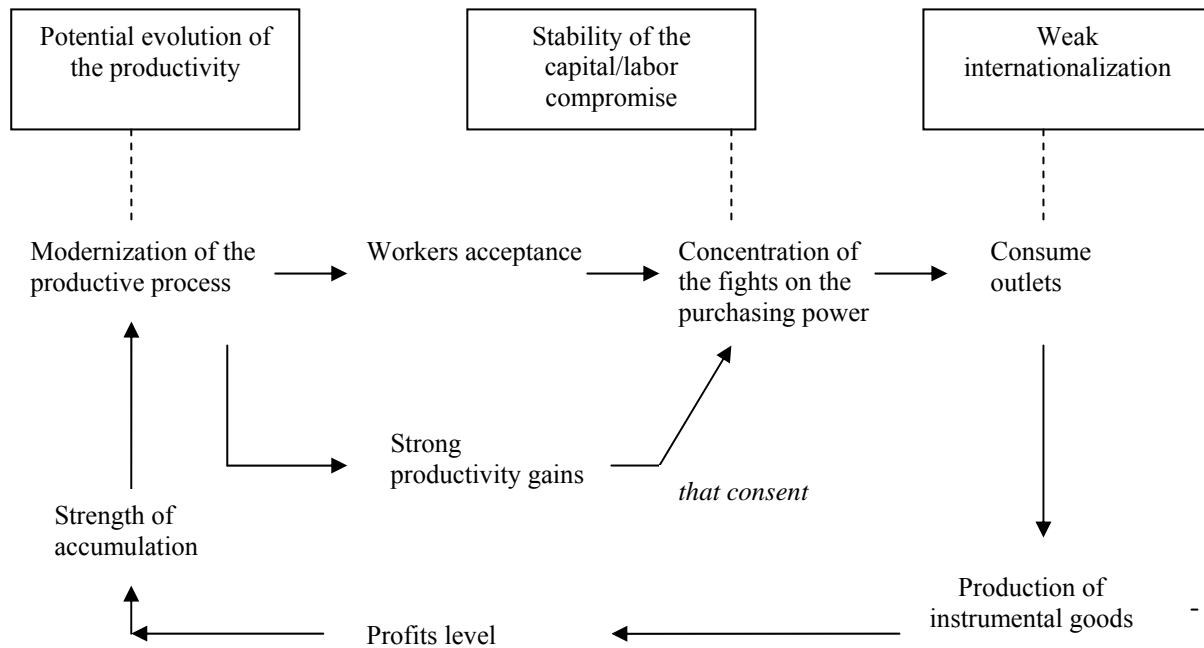 Potential evolution of
the productivity
Stability of the
capital/labor
compromise
Weak
internationalization
Modernization of the
productive process
Workers acceptance
Concentration of
the fights on the
purchasing power
Consume
outlets
Strong
productivity gains
that consent
Strength of
accumulation
Production of
instrumental goods
-
Profits level